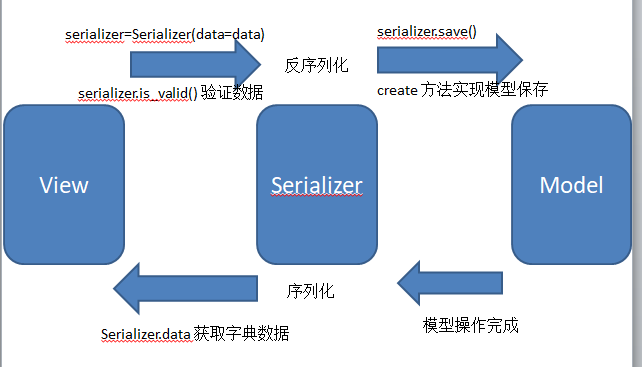 serializer=Serializer(data=data)
serializer.save()
反序列化
serializer.is_valid() 验证数据
create 方法实现模型保存
View
Serializer
Model
序列化
Serializer.data 获取字典数据
模型操作完成